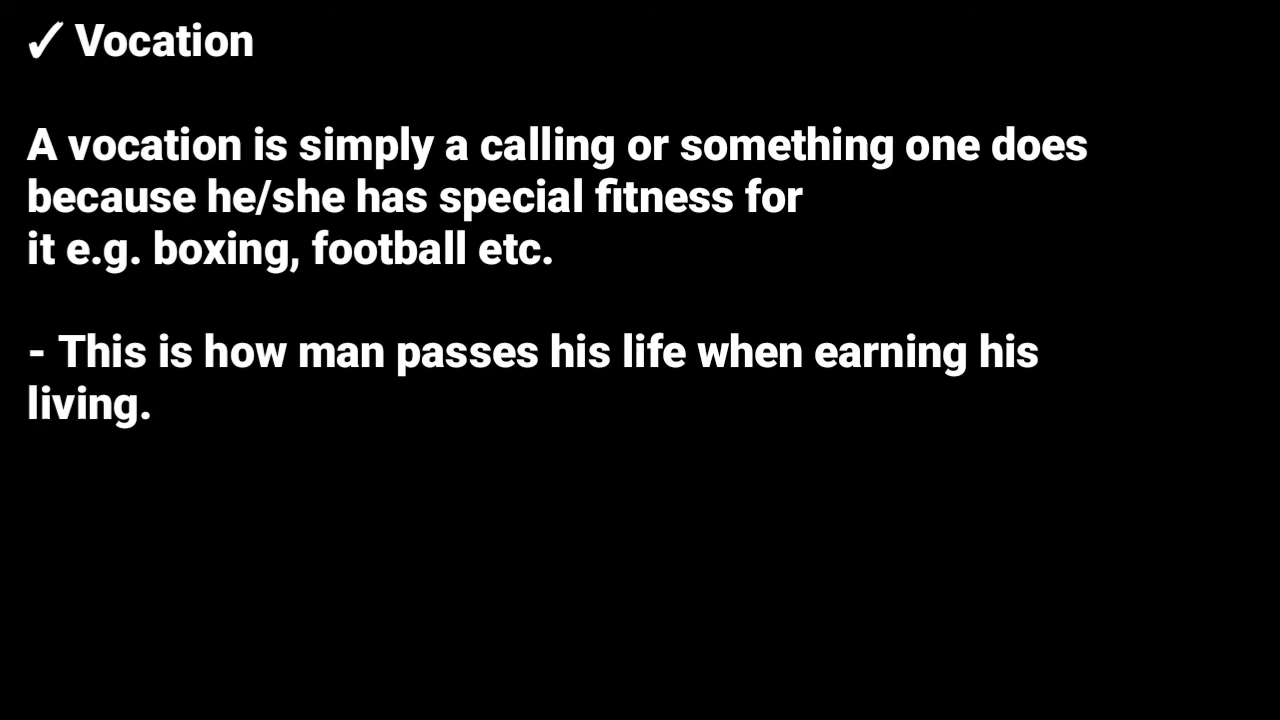 ✓ Vocation
A vocation is simply a calling or something one does
because he/she has special fitness for
it e.g. boxing, football etc.
- This is how man passes his life when earning his
living.